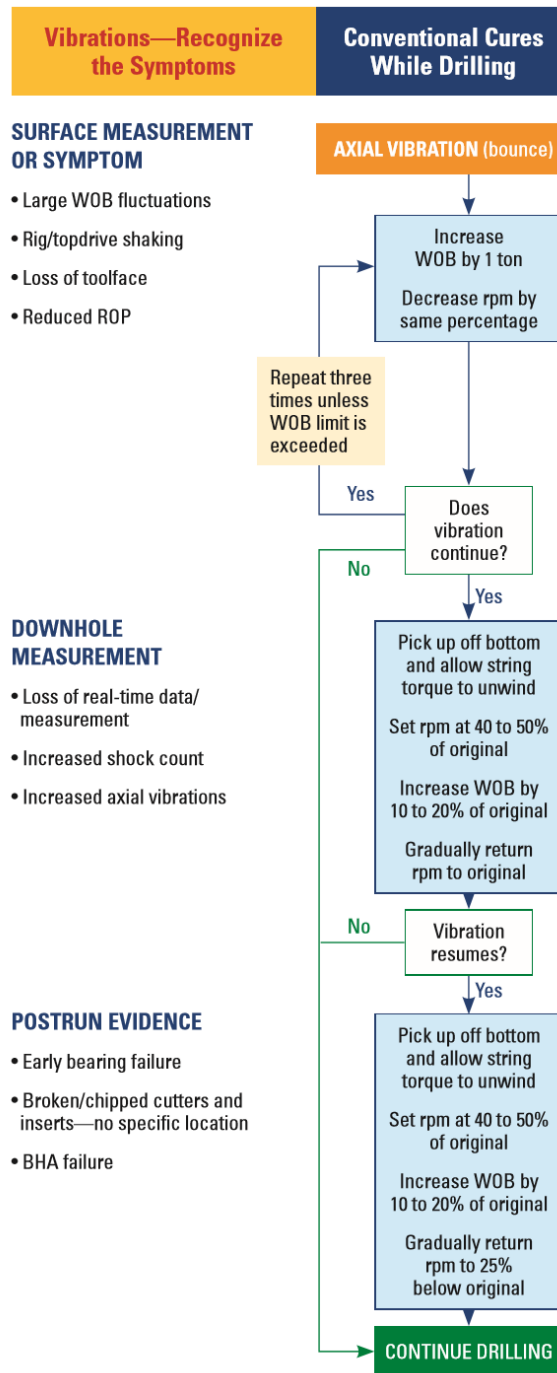 Vibrations—Recognize
the Symptoms
Conventional Cures
While Drilling
SURFACE MEASUREMENT
OR SYMPTOM
• Large WOB fluctuations
• Rig/topdrive shaking
• Loss of toolface
• Reduced ROP
AXIAL VIBRATION (bounce)
Increase
WOB by 1 ton
Decrease rpm by
same percentage
Repeat three
times unless
WOB limit is
exceeded
Yes
Does
vibration
continue?
No
Yes
DOWNHOLE
MEASUREMENT
• Loss of real-time data/
measurement
• Increased shock count
• Increased axial vibrations
Pick up off bottom
and allow string
torque to unwind
Set rpm at 40 to 50%
of original
Increase WOB by
10 to 20% of original
Gradually return
rpm to original
No
Vibration
resumes?
Yes
POSTRUN EVIDENCE
• Early bearing failure
• Broken/chipped cutters and
inserts—no specific location
• BHA failure
Pick up off bottom
and allow string
torque to unwind
Set rpm at 40 to 50%
of original
Increase WOB by
10 to 20% of original
Gradually return
rpm to 25%
below original
CONTINUE DRILLING